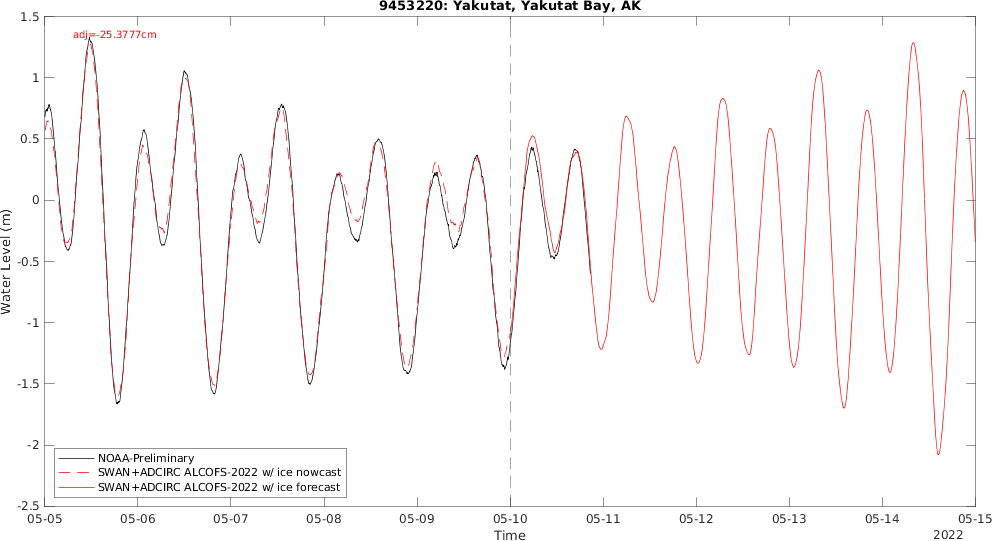 9453220: Yakutat, Yakutat Bay, AK
adj=-25.3777cm
1.5
1
0.5
0
-0.5
-1
-1.5
-2
-2.5
Water Level (m)
NOAA-Preliminary
SWAN+ADCIRC ALCOFS-2022 w/ ice nowcast
SWAN+ADCIRC ALCOFS-2022 w/ ice forecast
05-05 05-06 05-07 05-08 05-09 05-10 05-11 05-12 05-13 05-14 05-15
Time
2022